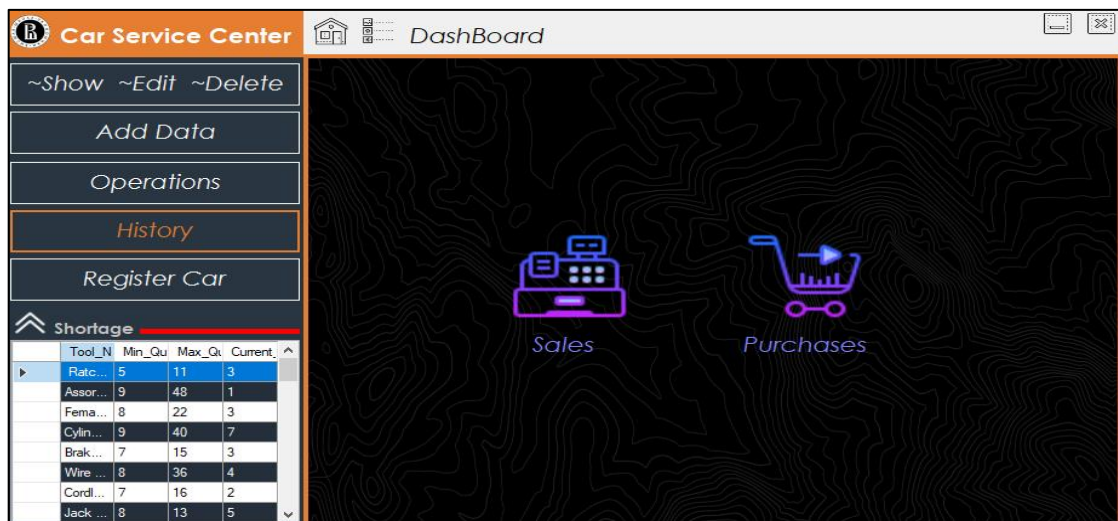 Car Service Center
DashBoard
~Show ~Edit ~Delete
Add Data
Operations
History
Register Car
Shortage
Tool_N Min_Qu Max_Qu Current_
Ratc... 5 11 3
Assor... 9 48 1
Fema... 8 22 3
Cylin... 9 40 7
Brak... 7 15 3
Wire ... 8 36 4
Cordl... 7 16 2
Jack ... 8 13 5
Sales
Purchases